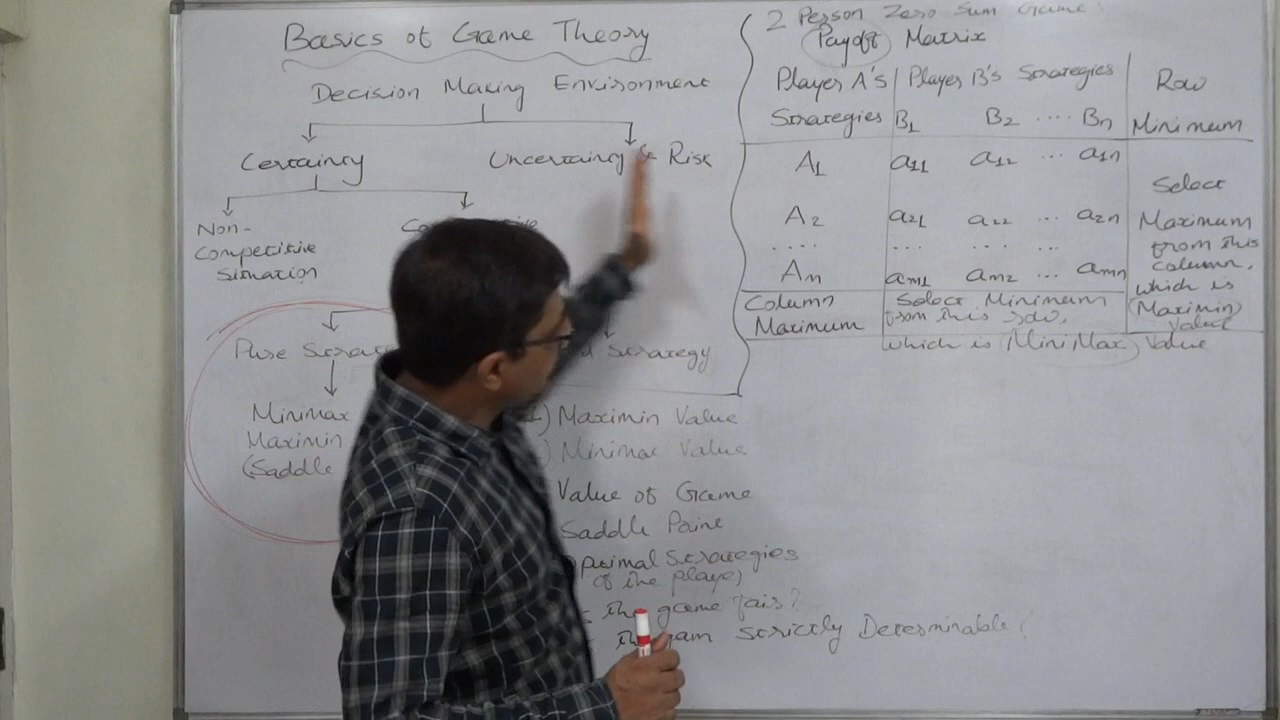 Basics of Game Theory
Decision Making Environment
Certainty
Uncertainty & Risk
Non-
Competitive
Situation
Pure
Minimax
Maximin
(Saddle
Strategy
Maximin Value
Minimax Value
Value of Game
Saddle Point
Optimal Strategies
of the player
the game fair?
the gam strictly Determinable?
2 Person Zero Sum Game
Payoff Matrix
Player A's Player B's Strategies Row
Strategies B1 B2 .... Bn Minimum
A1 a11 a12 ... a1n
A2 a21 a22 ... a2n
.... ... .... ...
Am am1 am2 ... amn
Select
Maximum
from this
column,
which is
(Maximin)
Value
Column Select Minimum
Maximum from this row,
which is (MiniMax) Value